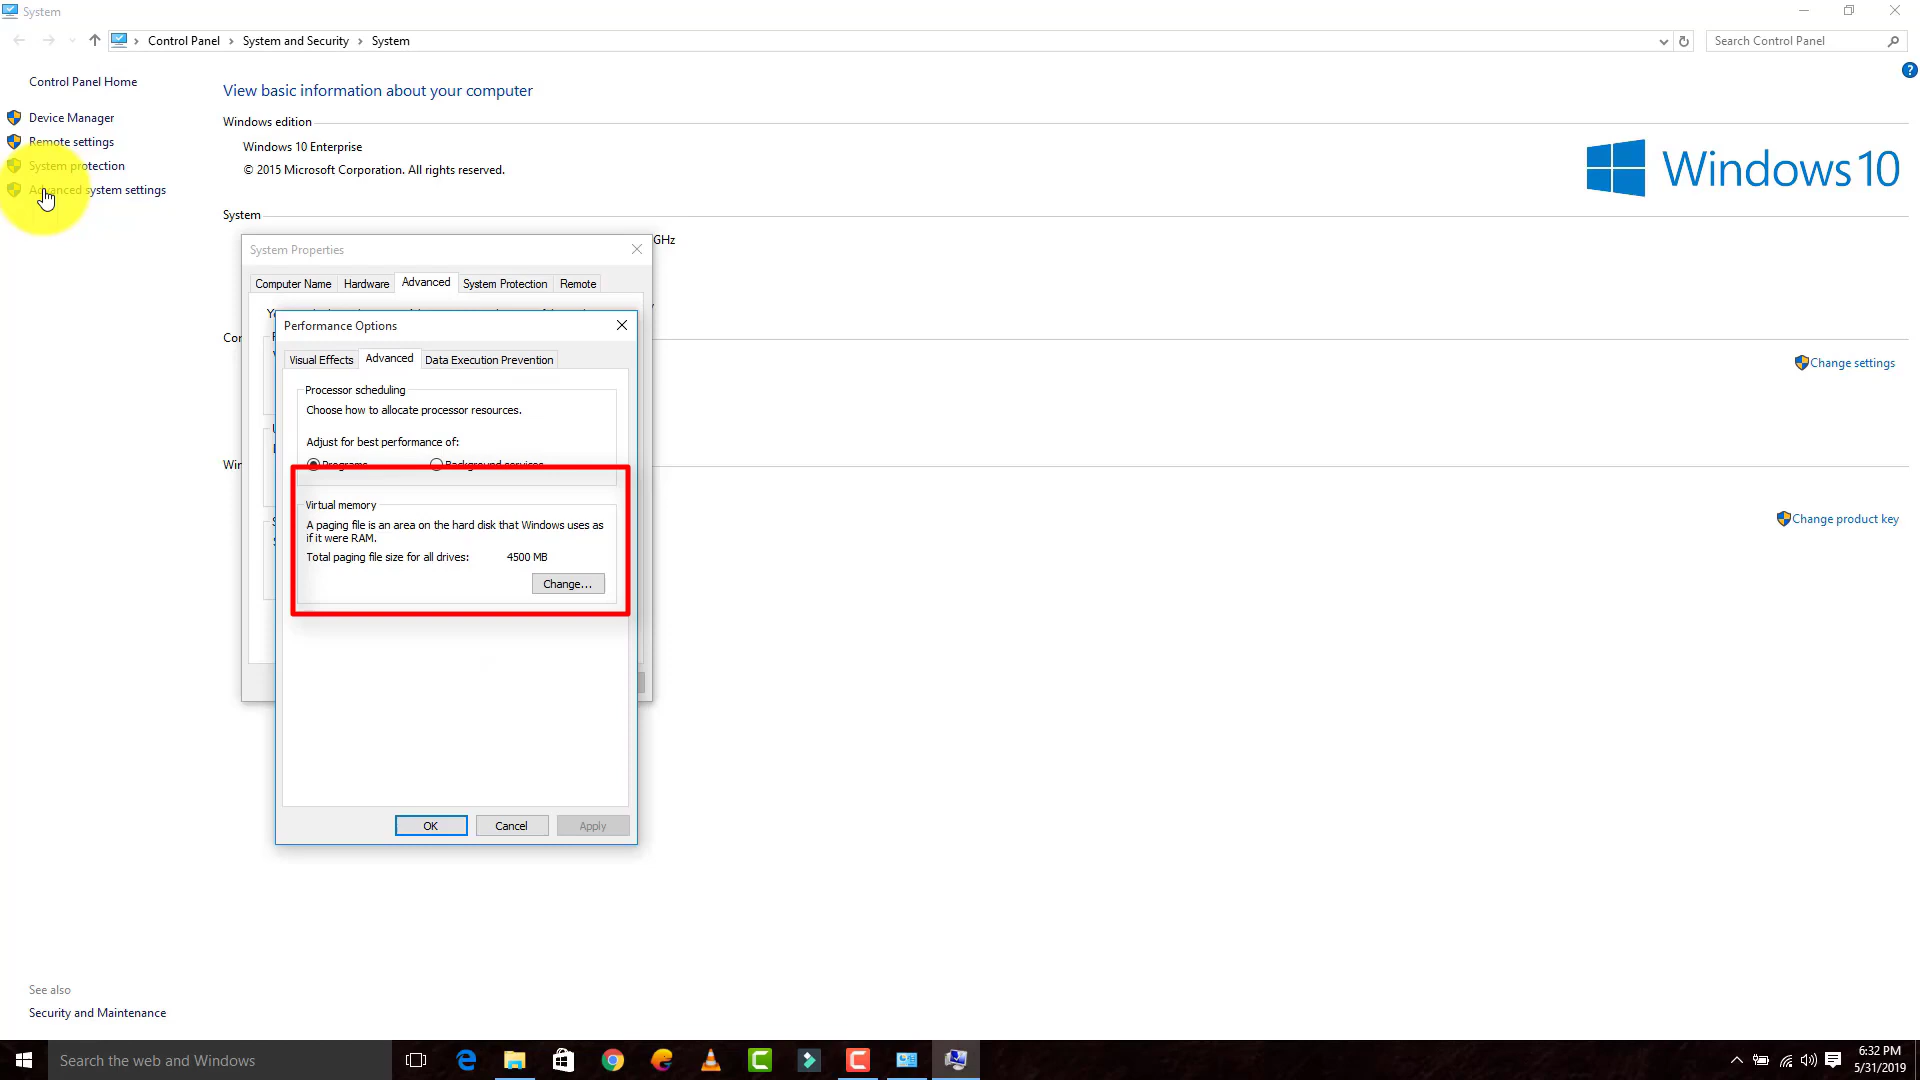 System
Control Panel
System and Security
System
Search Control Panel
Control Panel Home
Device Manager
Remote settings
System protection
Advanced system settings
View basic information about your computer
Windows edition
Windows 10 Enterprise
© 2015 Microsoft Corporation. All rights reserved.
Windows 10
System
GHz
System Properties
Computer Name
Hardware
Advanced
System Protection
Remote
Change settings
Performance Options
Visual Effects
Advanced
Data Execution Prevention
Processor scheduling
Choose how to allocate processor resources.
Adjust for best performance of:
Programs
Background services
Virtual memory
A paging file is an area on the hard disk that Windows uses as
if it were RAM.
Total paging file size for all drives: 4500 MB
Change...
OK
Cancel
Apply
Change product key
See also
Security and Maintenance
Search the web and Windows
6:32 PM
5/31/2019